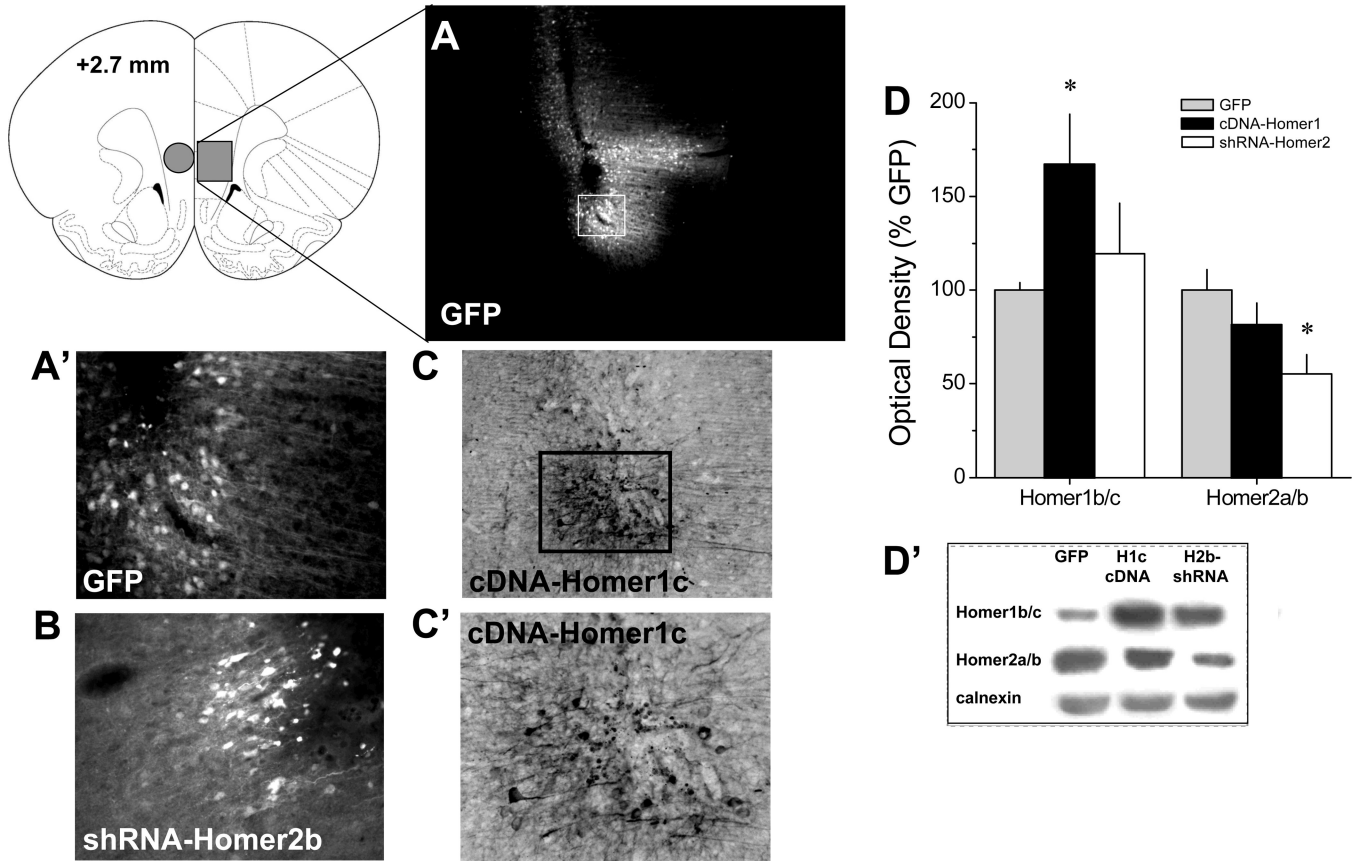 +2.7 mm
A
GFP
A’
GFP
B
shRNA-Homer2b
C
cDNA-Homer1c
C’
cDNA-Homer1c
D
Optical Density (% GFP)
200
150
100
50
0
*
*
GFP
cDNA-Homer1
shRNA-Homer2
Homer1b/c
Homer2a/b
D’
GFP
H1c
cDNA
H2b-
shRNA
Homer1b/c
Homer2a/b
calnexin